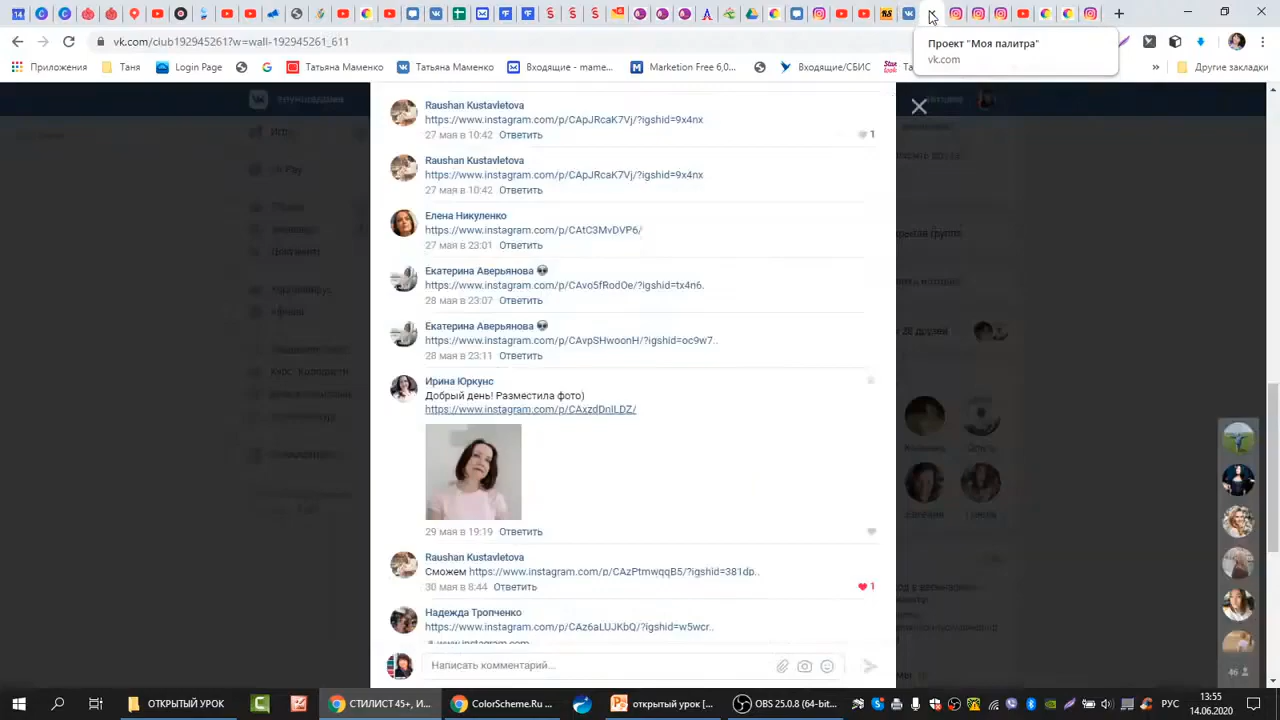 vk.com/club192945261?w=wall-192945261_611
Проект "Моя палитра"
vk.com
Приложения
Таня
Login Page
Татьяна Маменко
Татьяна Маменко
Входящие - mame...
Marketion Free 6,0...
Входящие/СБИС
»
Другие закладки
Raushan Kustavletova
https://www.instagram.com/p/CApJRcaK7Vj/?igshid=9x4nx
27 мая в 10:42 Ответить
1
Raushan Kustavletova
https://www.instagram.com/p/CApJRcaK7Vj/?igshid=9x4nx
27 мая в 10:42 Ответить
Елена Никуленко
https://www.instagram.com/p/CAtC3MvDVP6/
27 мая в 23:01 Ответить
Екатерина Аверьянова
https://www.instagram.com/p/CAvo5fRodOe/?igshid=tx4n6.
28 мая в 23:07 Ответить
Екатерина Аверьянова
https://www.instagram.com/p/CAvpSHwoonH/?igshid=oc9w7..
28 мая в 23:11 Ответить
Ирина Юркунс
Добрый день! Разместила фото)
https://www.instagram.com/p/CAxzdDnILDZ/
29 мая в 19:19 Ответить
Raushan Kustavletova
Сможем https://www.instagram.com/p/CAzPtmwqqB5/?igshid=381dp..
30 мая в 8:44 Ответить
1
Надежда Тропченко
https://www.instagram.com/p/CAz6aLUJKbQ/?igshid=w5wcr..
www.instagram.com
Написать комментарий...
46
ОТКРЫТЫЙ УРОК
СТИЛИСТ 45+, И...
ColorScheme.Ru ...
открытый урок [...
OBS 25.0.8 (64-bit...
РУС
13:55
14.06.2020